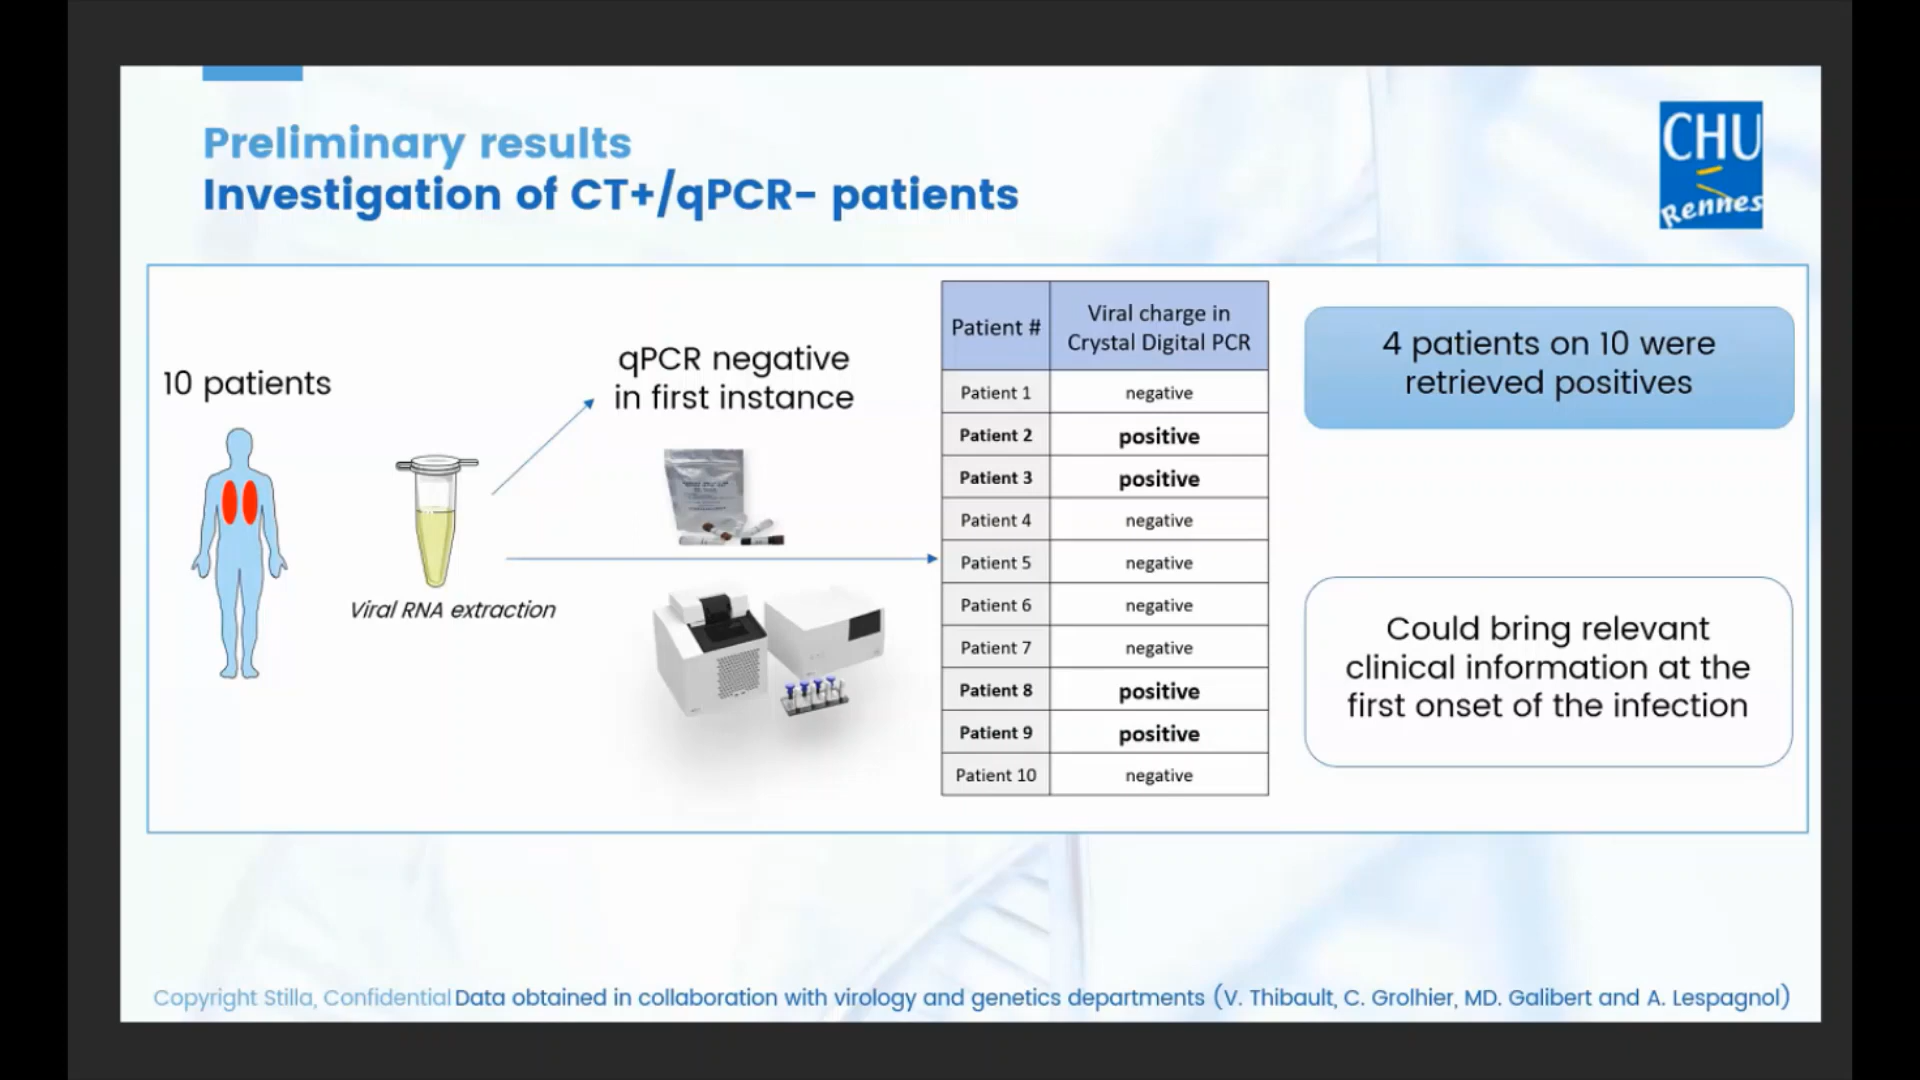 Preliminary results
Investigation of CT+/qPCR- patients
CHU
Rennes
10 patients
Viral RNA extraction
qPCR negative
in first instance
Patient # Viral charge in Crystal Digital PCR
Patient 1 negative
Patient 2 positive
Patient 3 positive
Patient 4 negative
Patient 5 negative
Patient 6 negative
Patient 7 negative
Patient 8 positive
Patient 9 positive
Patient 10 negative
4 patients on 10 were
retrieved positives
Could bring relevant
clinical information at the
first onset of the infection
Copyright Stilla, Confidential Data obtained in collaboration with virology and genetics departments (V. Thibault, C. Grolhier, MD. Galibert and A. Lespagnol)